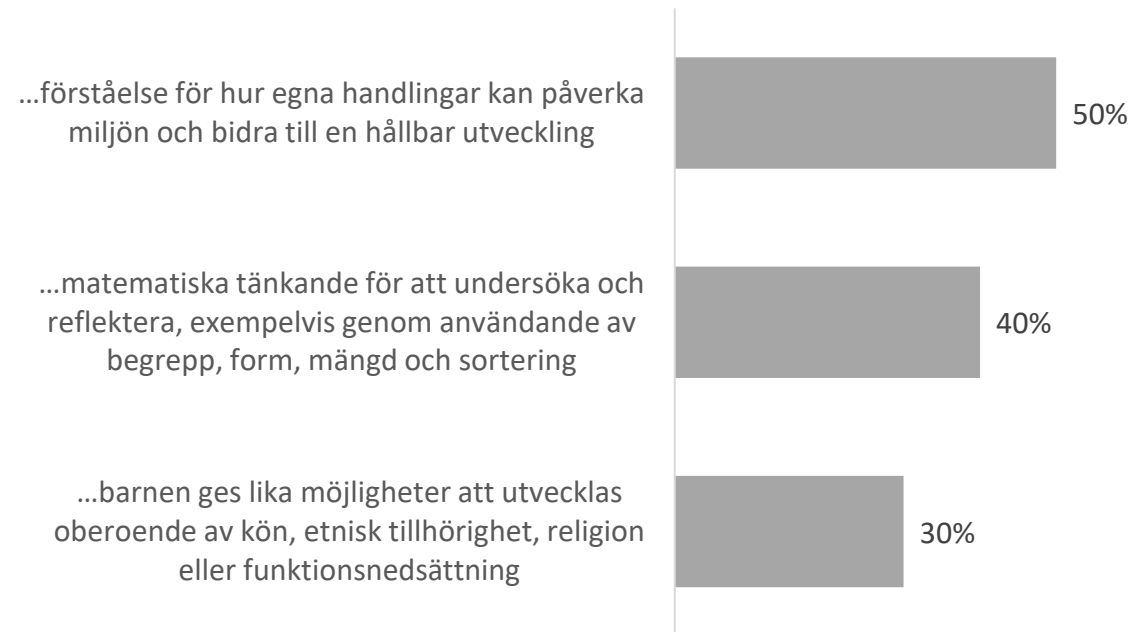 …förståelse för hur egna handlingar kan påverka
miljön och bidra till en hållbar utveckling
50%
…matematiska tänkande för att undersöka och
reflektera, exempelvis genom användande av
begrepp, form, mängd och sortering
40%
…barnen ges lika möjligheter att utvecklas
oberoende av kön, etnisk tillhörighet, religion
eller funktionsnedsättning
30%